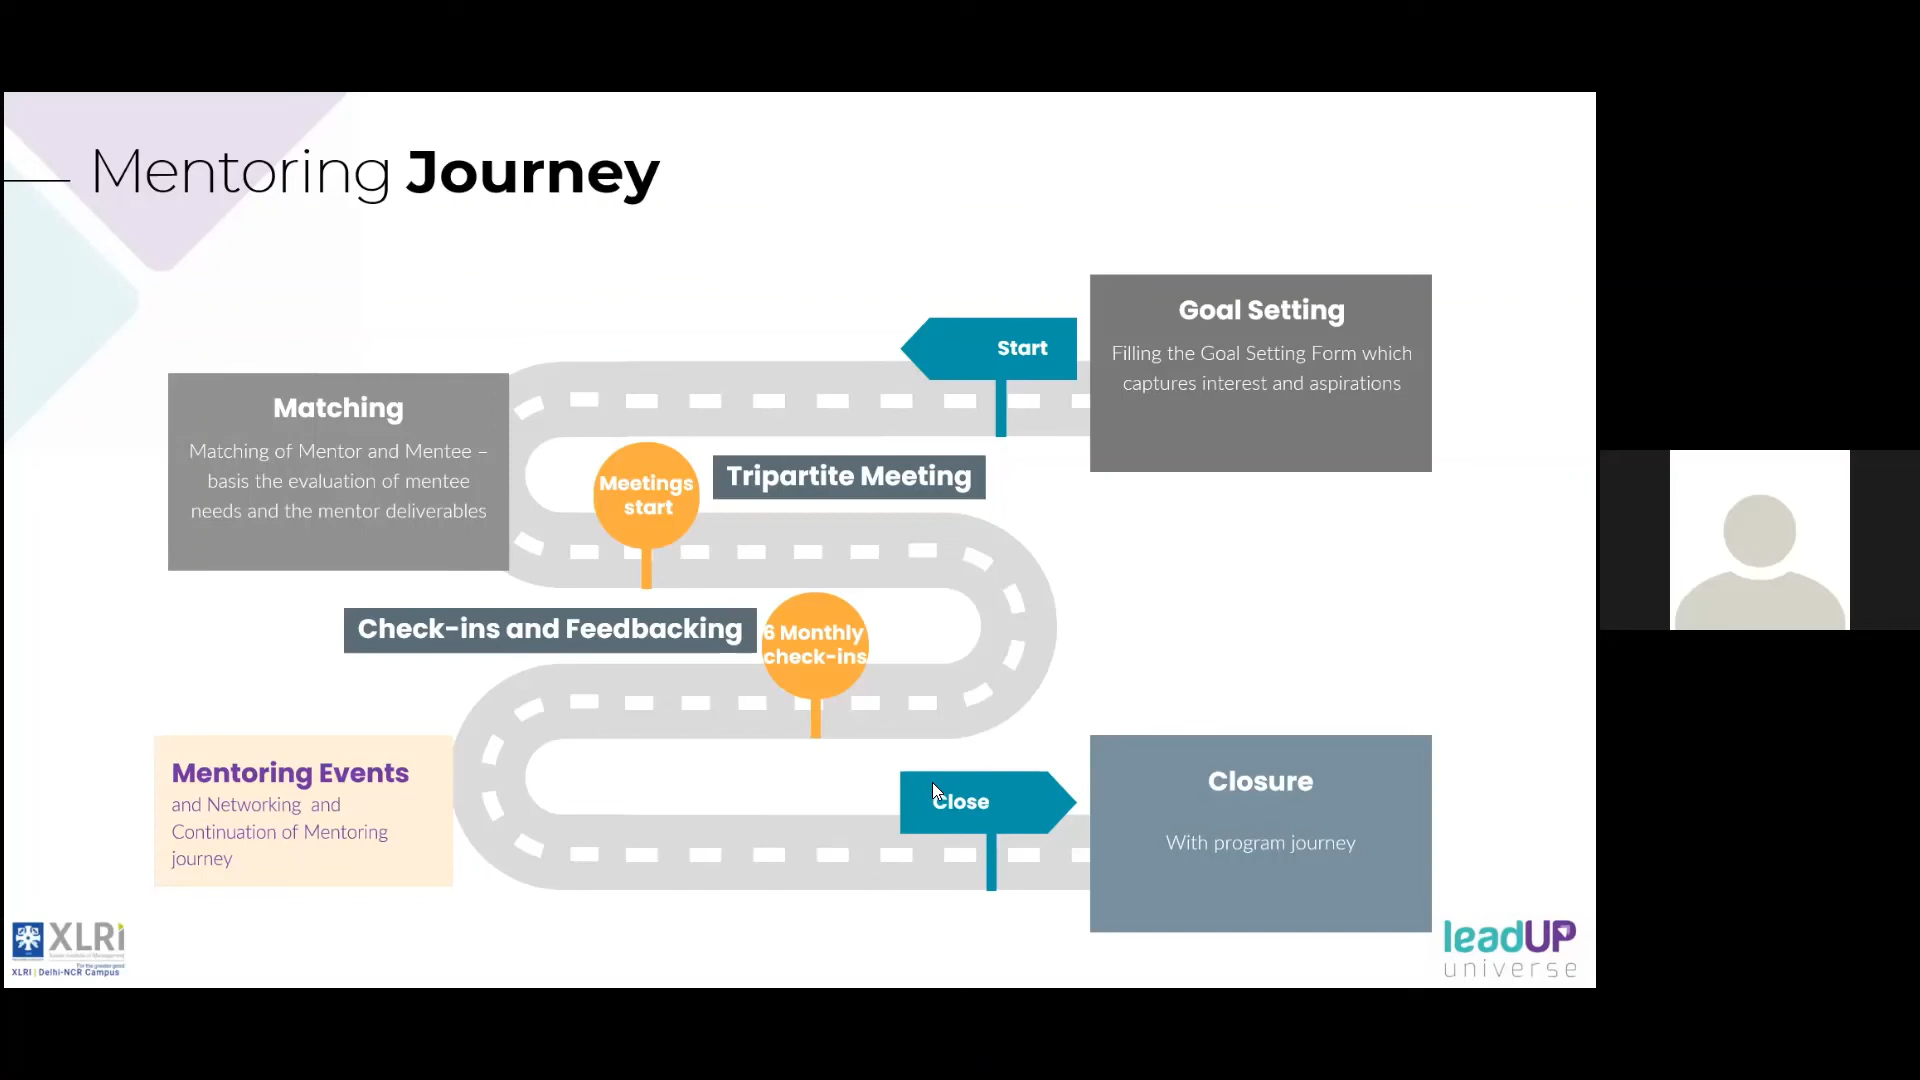 Mentoring Journey
Start
Goal Setting
Filling the Goal Setting Form which
captures interest and aspirations
Matching
Matching of Mentor and Mentee –
basis the evaluation of mentee
needs and the mentor deliverables
Meetings
start
Tripartite Meeting
Check-ins and Feedbacking
6 Monthly
check-ins
Mentoring Events
and Networking and
Continuation of Mentoring
journey
Close
Closure
With program journey
XLRi
XLRI | Delhi-NCR Campus
leadUP
universe